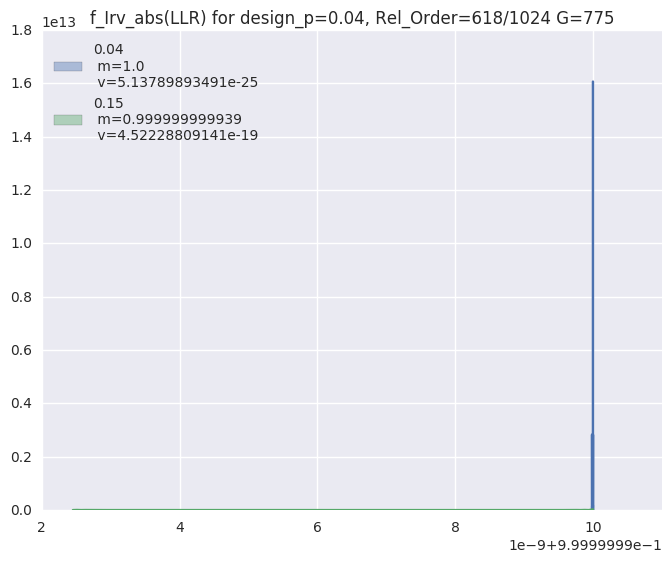 f_Irv_abs(LLR) for design_p=0.04, Rel_Order=618/1024 G=775
1e13
1.8
1.6
1.4
1.2
1.0
0.8
0.6
0.4
0.2
0.0
0.04
m=1.0
v=5.13789893491e-25
0.15
m=0.999999999939
v=4.52228809141e-19
2 4 6 8 10
1e-9+9.9999999e-1